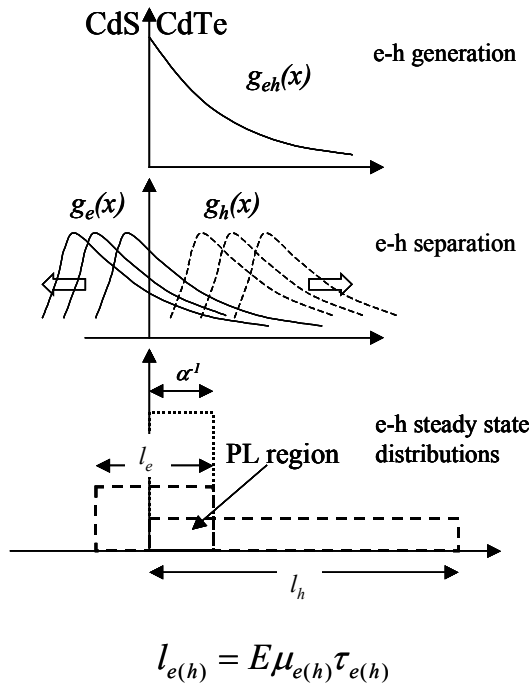 CdS CdTe
g_eh(x)
e-h generation
g_e(x)
g_h(x)
e-h separation
α⁻¹
e-h steady state
distributions
l_e
PL region
l_h
l_e(h) = Eμ_e(h)τ_e(h)